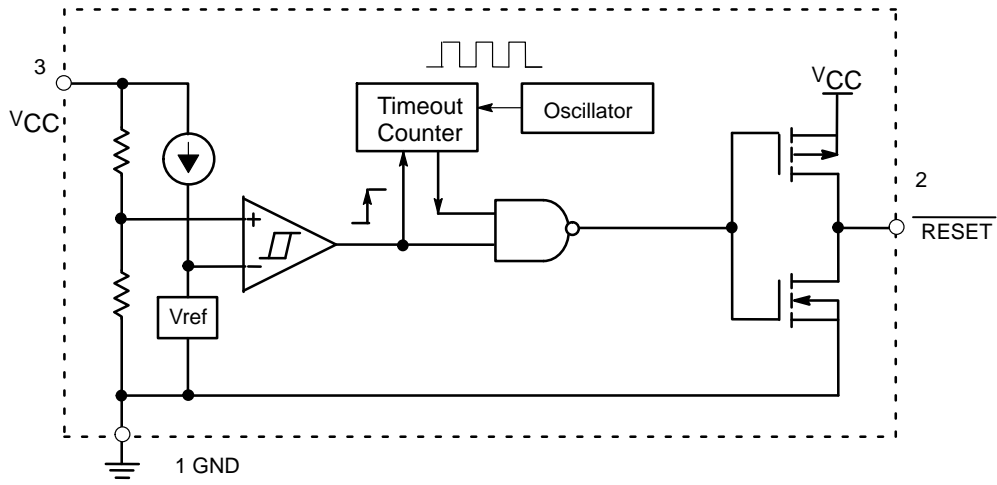 3
VCC
Timeout
Counter
Oscillator
VCC
2
RESET
+
−
Vref
1 GND